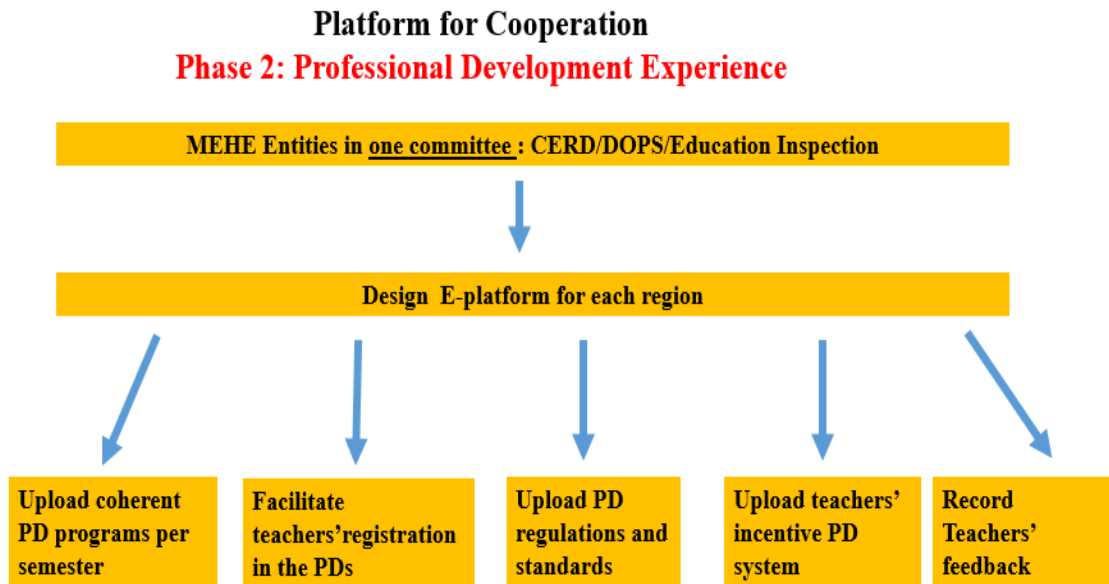 Platform for Cooperation
Phase 2: Professional Development Experience
MEHE Entities in one committee : CERD/DOPS/Education Inspection
Design E-platform for each region
Upload coherent
PD programs per
semester
Facilitate
teachers'registration
in the PDs
Upload PD
regulations and
standards
Upload teachers'
incentive PD
system
Record
Teachers'
feedback